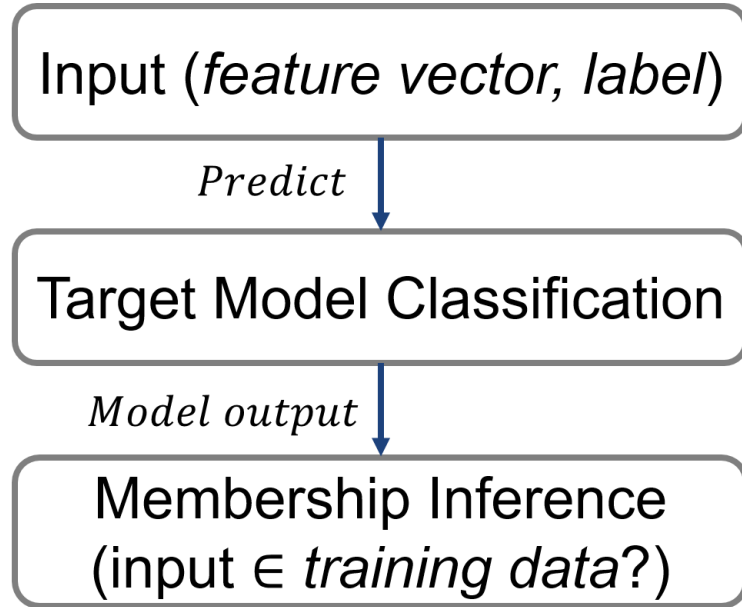 Input (feature vector, label)
Predict
Target Model Classification
Model output
Membership Inference
(input ∈ training data?)